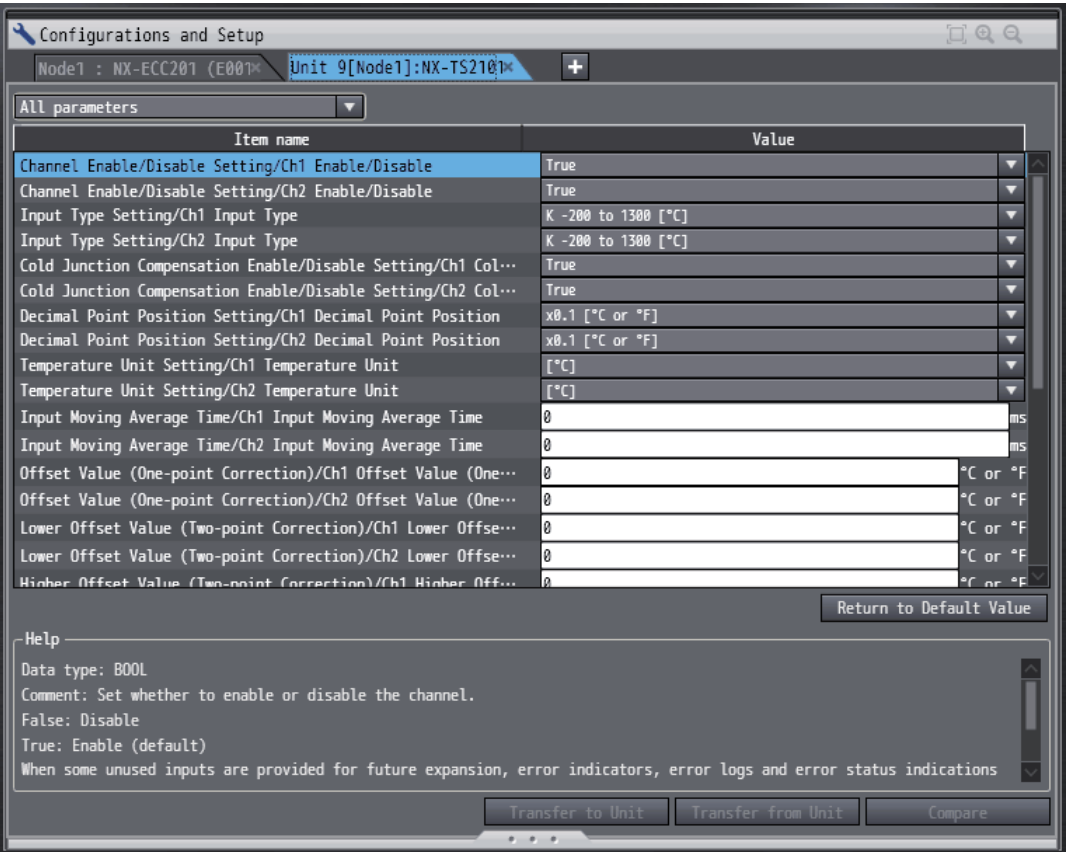 Configurations and Setup
Node1 : NX-ECC201 (E001 Unit 9[Node1]:NX-TS2101
All parameters
Item name Value
Channel Enable/Disable Setting/Ch1 Enable/Disable True
Channel Enable/Disable Setting/Ch2 Enable/Disable True
Input Type Setting/Ch1 Input Type K -200 to 1300 [°C]
Input Type Setting/Ch2 Input Type K -200 to 1300 [°C]
Cold Junction Compensation Enable/Disable Setting/Ch1 Col··· True
Cold Junction Compensation Enable/Disable Setting/Ch2 Col··· True
Decimal Point Position Setting/Ch1 Decimal Point Position x0.1 [°C or °F]
Decimal Point Position Setting/Ch2 Decimal Point Position x0.1 [°C or °F]
Temperature Unit Setting/Ch1 Temperature Unit [°C]
Temperature Unit Setting/Ch2 Temperature Unit [°C]
Input Moving Average Time/Ch1 Input Moving Average Time 0 ms
Input Moving Average Time/Ch2 Input Moving Average Time 0 ms
Offset Value (One-point Correction)/Ch1 Offset Value (One··· 0 °C or °F
Offset Value (One-point Correction)/Ch2 Offset Value (One··· 0 °C or °F
Lower Offset Value (Two-point Correction)/Ch1 Lower Offse··· 0 °C or °F
Lower Offset Value (Two-point Correction)/Ch2 Lower Offse··· 0 °C or °F
Higher Offset Value (Two-point Correction)/Ch1 Higher Off··· 0 °C or °F
Return to Default Value
Help
Data type: BOOL
Comment: Set whether to enable or disable the channel.
False: Disable
True: Enable (default)
When some unused inputs are provided for future expansion, error indicators, error logs and error status indications
Transfer to Unit Transfer from Unit Compare